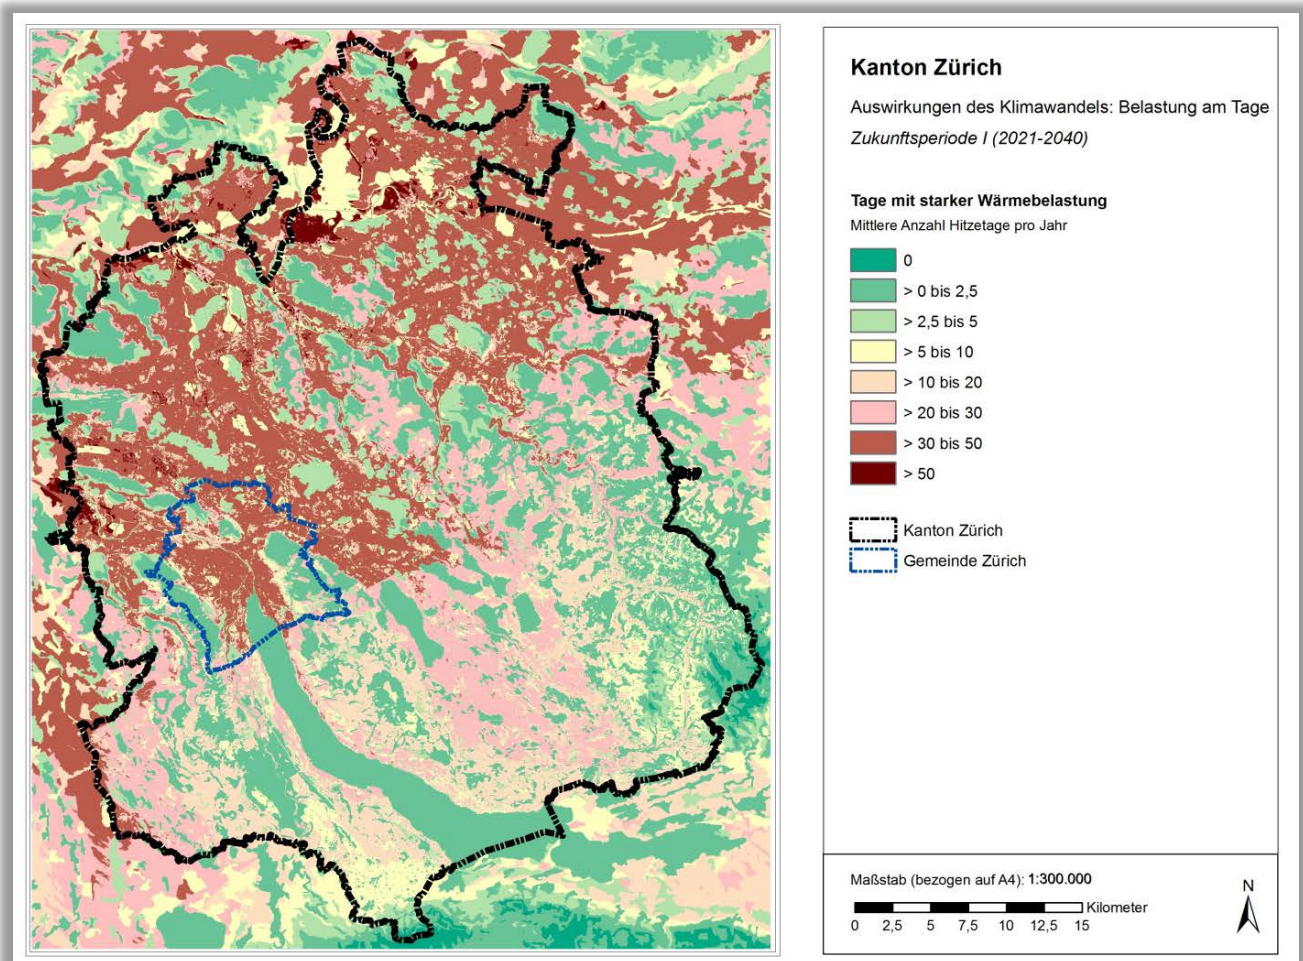 Kanton Zürich
Auswirkungen des Klimawandels: Belastung am Tage
Zukunftsperiode I (2021-2040)
Tage mit starker Wärmebelastung
Mittlere Anzahl Hitzetage pro Jahr
0
> 0 bis 2,5
> 2,5 bis 5
> 5 bis 10
> 10 bis 20
> 20 bis 30
> 30 bis 50
> 50
Kanton Zürich
Gemeinde Zürich
Maßstab (bezogen auf A4): 1:300.000
Kilometer
0 2,5 5 7,5 10 12,5 15
N